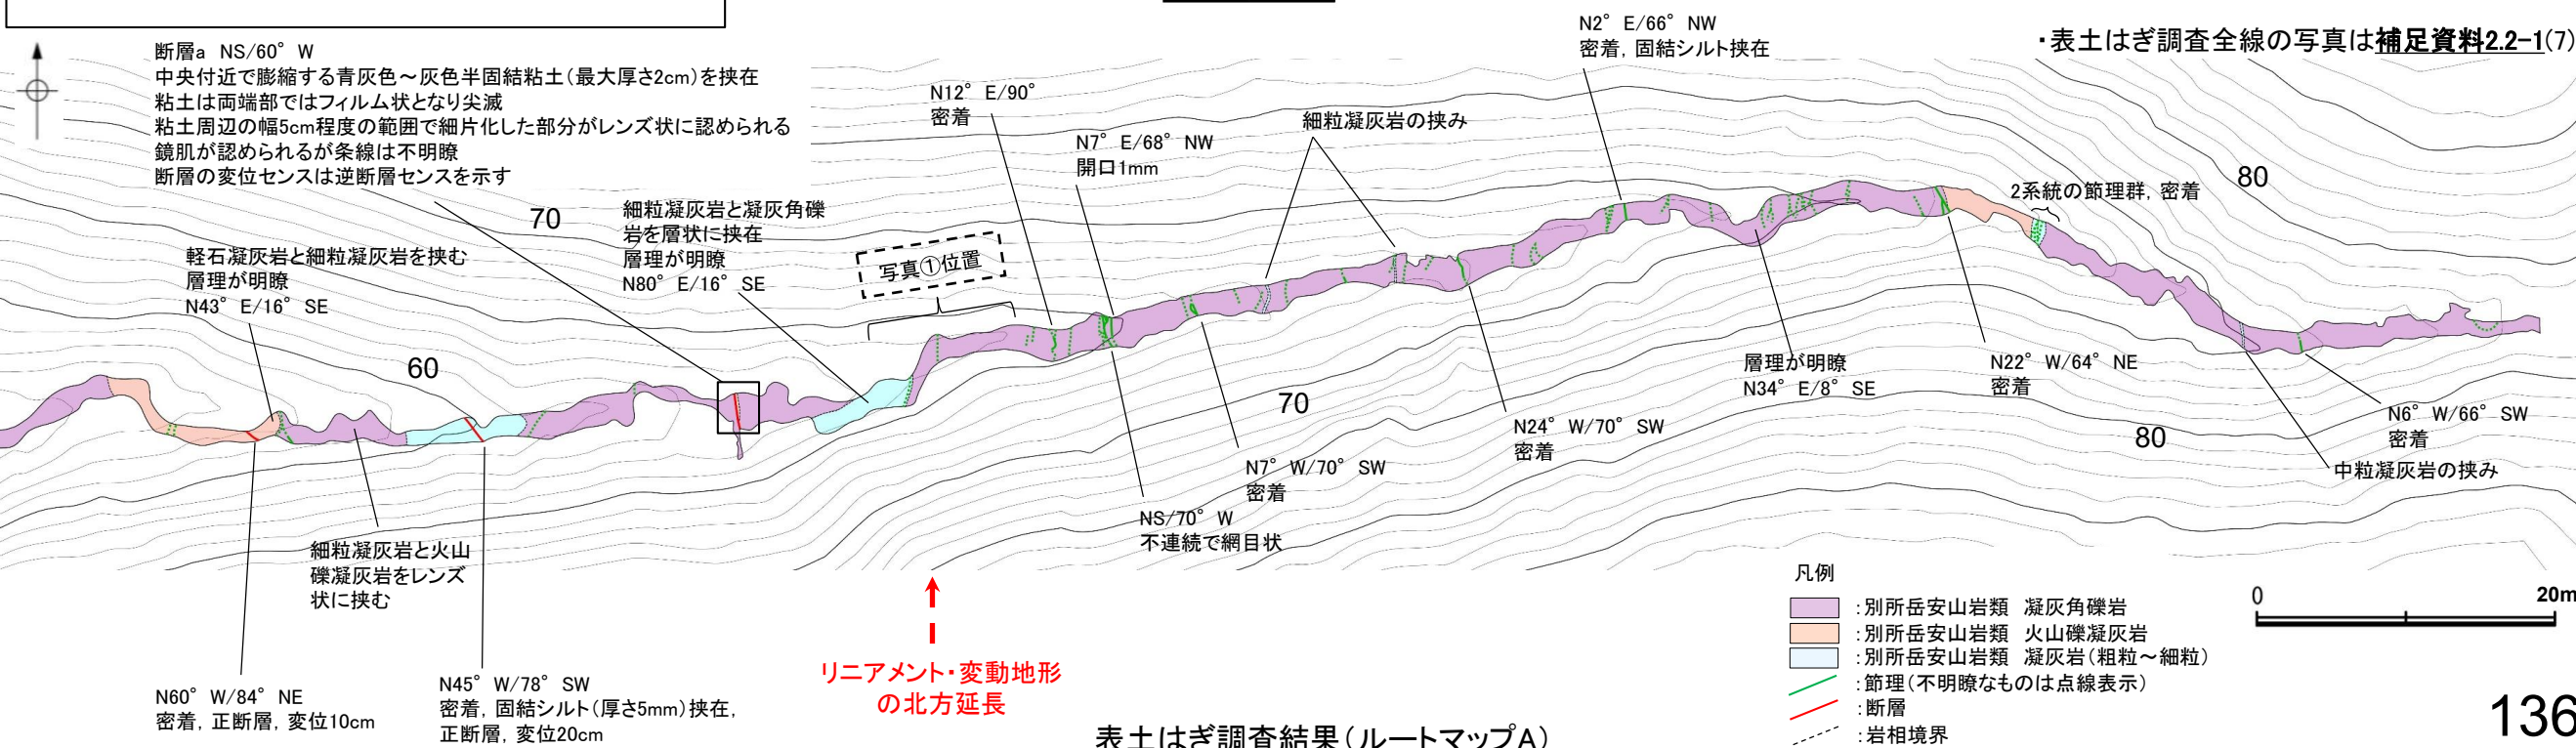 ・表土はぎ調査全線の写真は補足資料2.2-1(7)
断層a NS/60° W
中央付近で膨縮する青灰色～灰色半固結粘土(最大厚さ2cm)を挟在
粘土は両端部ではフィルム状となり尖滅
粘土周辺の幅5cm程度の範囲で細片化した部分がレンズ状に認められる
鏡肌が認められるが条線は不明瞭
断層の変位センスは逆断層センスを示す
N2° E/66° NW
密着, 固結シルト挟在
N12° E/90°
密着
N7° E/68° NW
開口1mm
細粒凝灰岩の挟み
2系統の節理群, 密着
80
70
細粒凝灰岩と凝灰角礫
岩を層状に挟在
層理が明瞭
N80° E/16° SE
軽石凝灰岩と細粒凝灰岩を挟む
層理が明瞭
N43° E/16° SE
写真①位置
60
70
層理が明瞭
N34° E/8° SE
N22° W/64° NE
密着
N6° W/66° SW
密着
80
中粒凝灰岩の挟み
N24° W/70° SW
密着
N7° W/70° SW
密着
NS/70° W
不連続で網目状
細粒凝灰岩と火山
礫凝灰岩をレンズ
状に挟む
N60° W/84° NE
密着, 正断層, 変位10cm
N45° W/78° SW
密着, 固結シルト(厚さ5mm)挟在,
正断層, 変位20cm
リニアメント・変動地形
の北方延長
凡例
:別所岳安山岩類 凝灰角礫岩
:別所岳安山岩類 火山礫凝灰岩
:別所岳安山岩類 凝灰岩(粗粒～細粒)
:節理(不明瞭なものは点線表示)
:断層
:岩相境界
0 20m
表土はぎ調査結果(ルートマップA)
136